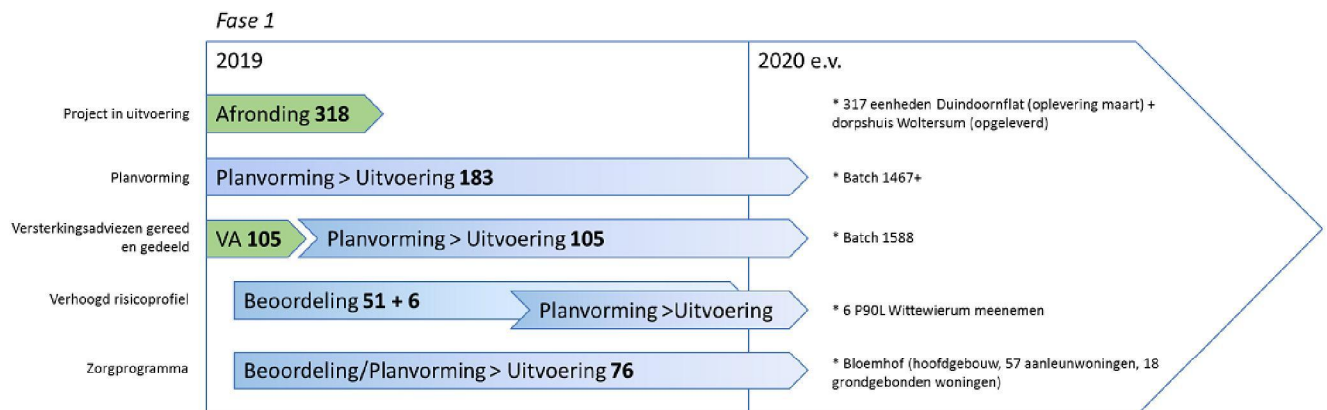 Fase 1
2019
2020 e.v.
Project in uitvoering
Afronding 318
* 317 eenheden Duindoornflat (oplevering maart) +
dorpshuis Woltersum (opgeleverd)
Planvorming
Planvorming > Uitvoering 183
* Batch 1467+
Versterkingsadviezen gereed
en gedeeld
VA 105
Planvorming > Uitvoering 105
* Batch 1588
Verhoogd risicoprofiel
Beoordeling 51 + 6
Planvorming >Uitvoering
* 6 P90L Wittewierum meenemen
Zorgprogramma
Beoordeling/Planvorming > Uitvoering 76
* Bloemhof (hoofdgebouw, 57 aanleunwoningen, 18
grondgebonden woningen)